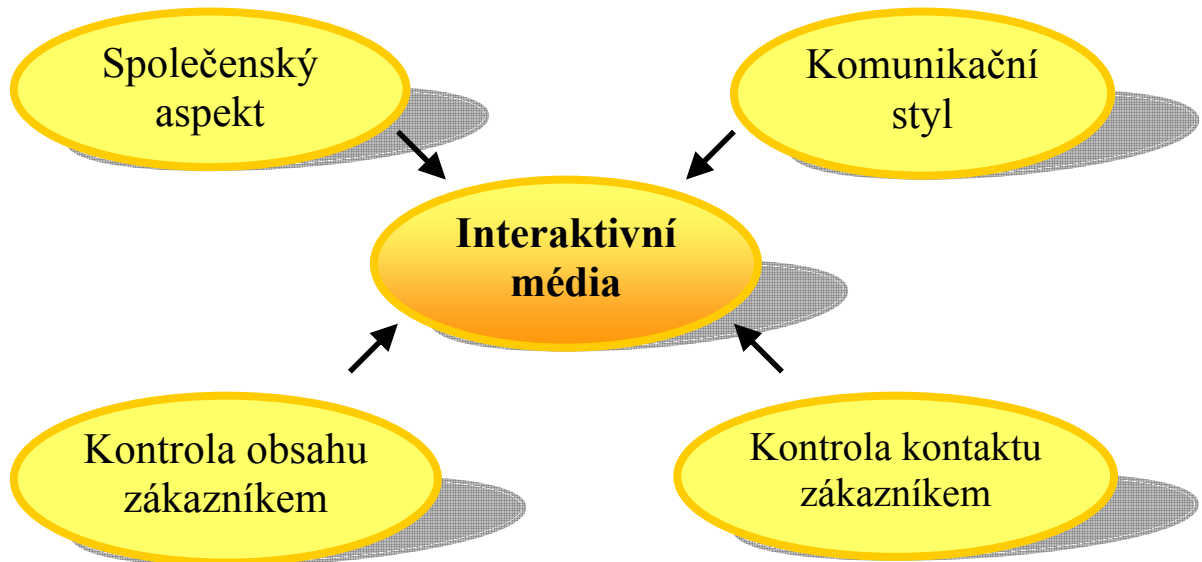 Společenský
aspekt
Komunikační
styl
Interaktivní
média
Kontrola obsahu
zákazníkem
Kontrola kontaktu
zákazníkem